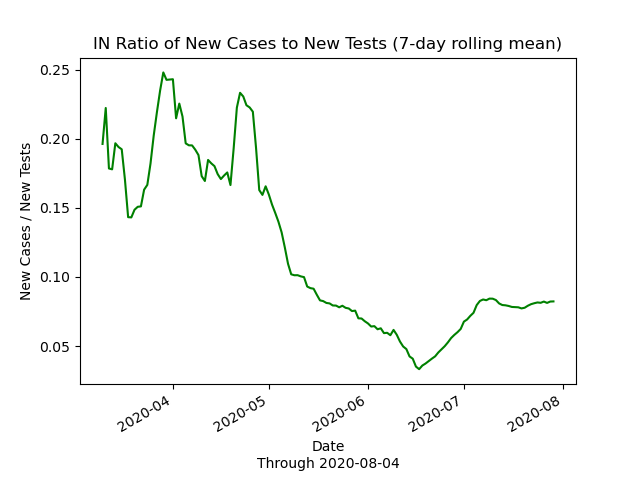 IN Ratio of New Cases to New Tests (7-day rolling mean)
0.25
0.20
0.15
0.10
0.05
New Cases / New Tests
2020-04
2020-05
2020-06
2020-07
2020-08
Date
Through 2020-08-04